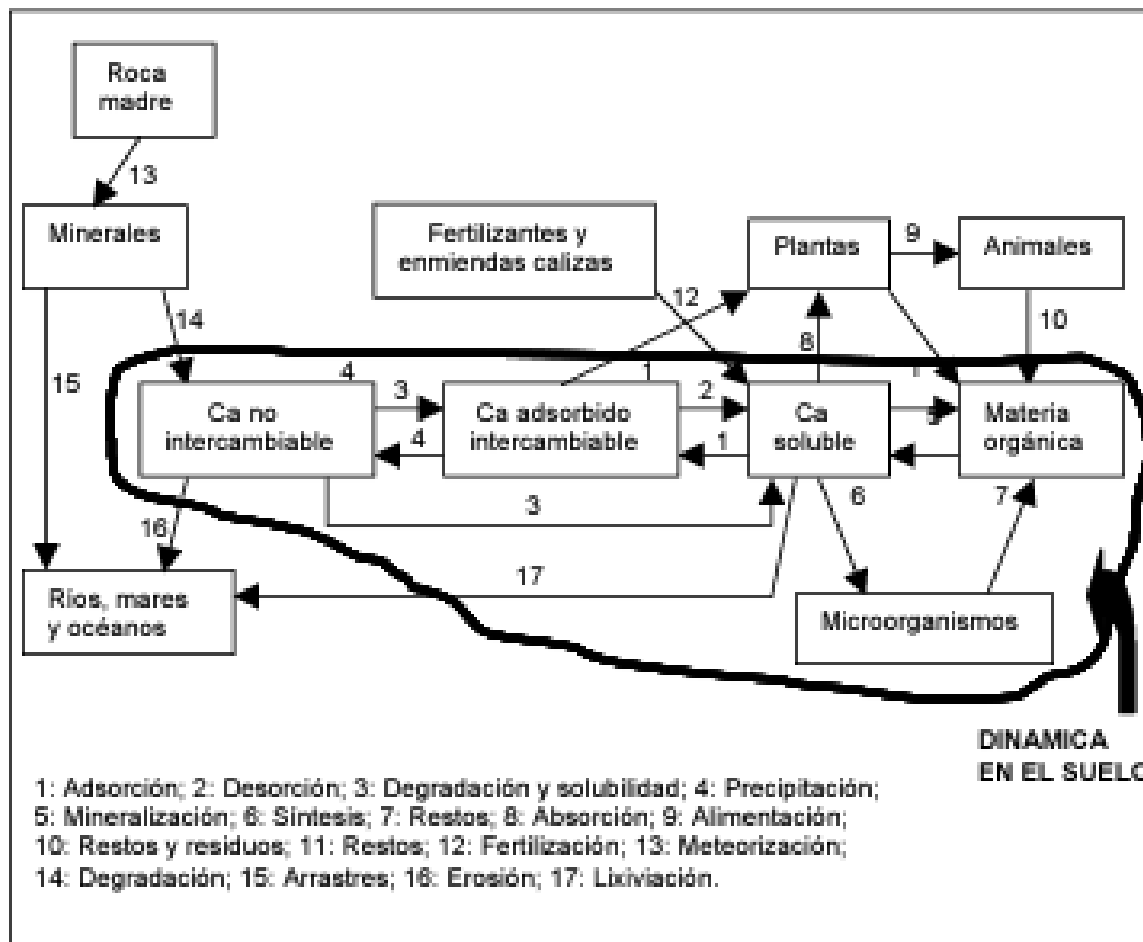 Roca
madre
13
Minerales
Fertilizantes y
enmiendas calizas
Plantas
9
Animales
12
14
8
10
15
4
3
1
2
1
Ca no
intercambiable
4
Ca adsorbido
intercambiable
1
Ca
soluble
5
Materia
orgánica
16
3
6
7
17
Ríos, mares
y océanos
Microorganismos
DINAMICA
EN EL SUELO
1: Adsorción; 2: Desorción; 3: Degradación y solubilidad; 4: Precipitación;
5: Mineralización; 6: Síntesis; 7: Restos; 8: Absorción; 9: Alimentación;
10: Restos y residuos; 11: Restos; 12: Fertilización; 13: Meteorización;
14: Degradación; 15: Arrastres; 16: Erosión; 17: Lixiviación.